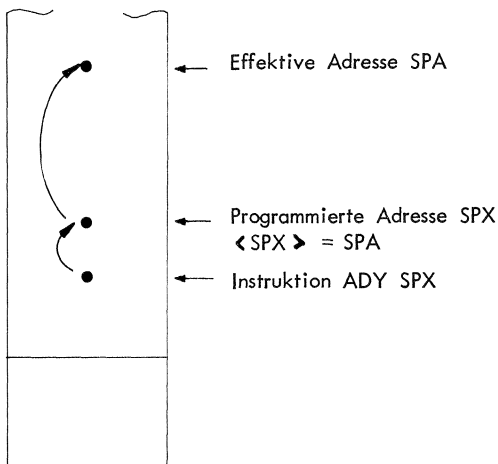 Effektive Adresse SPA
Programmierte Adresse SPX
<SPX> = SPA
Instruktion ADY SPX